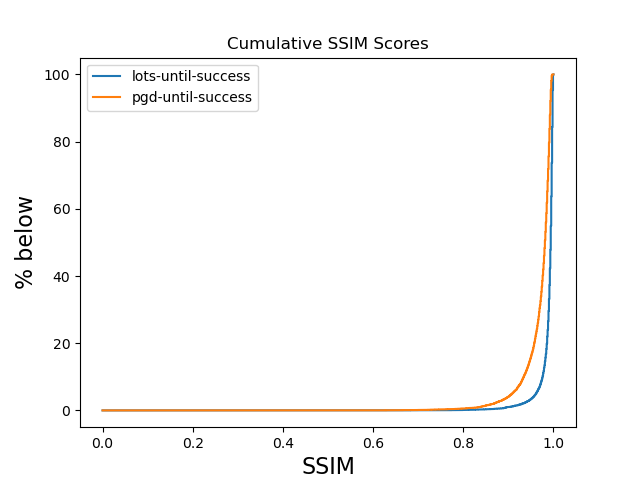 Cumulative SSIM Scores
lots-until-success
pgd-until-success
100
80
60
40
20
0
% below
0.0 0.2 0.4 0.6 0.8 1.0
SSIM